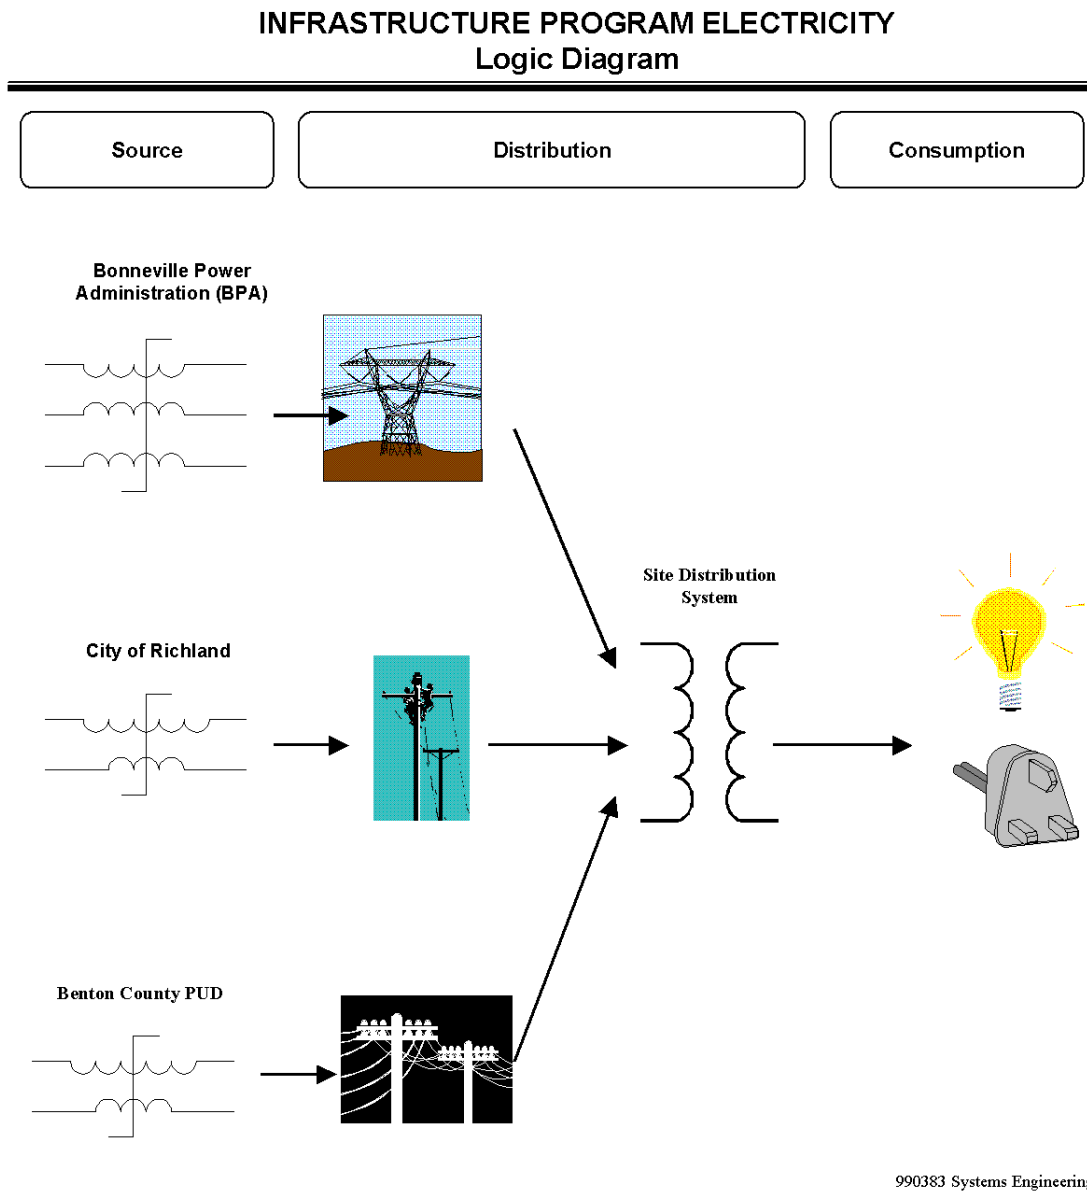 INFRASTRUCTURE PROGRAM ELECTRICITY
Logic Diagram
Source
Distribution
Consumption
Bonneville Power
Administration (BPA)
Site Distribution
System
City of Richland
Benton County PUD
990383 Systems Engineerin